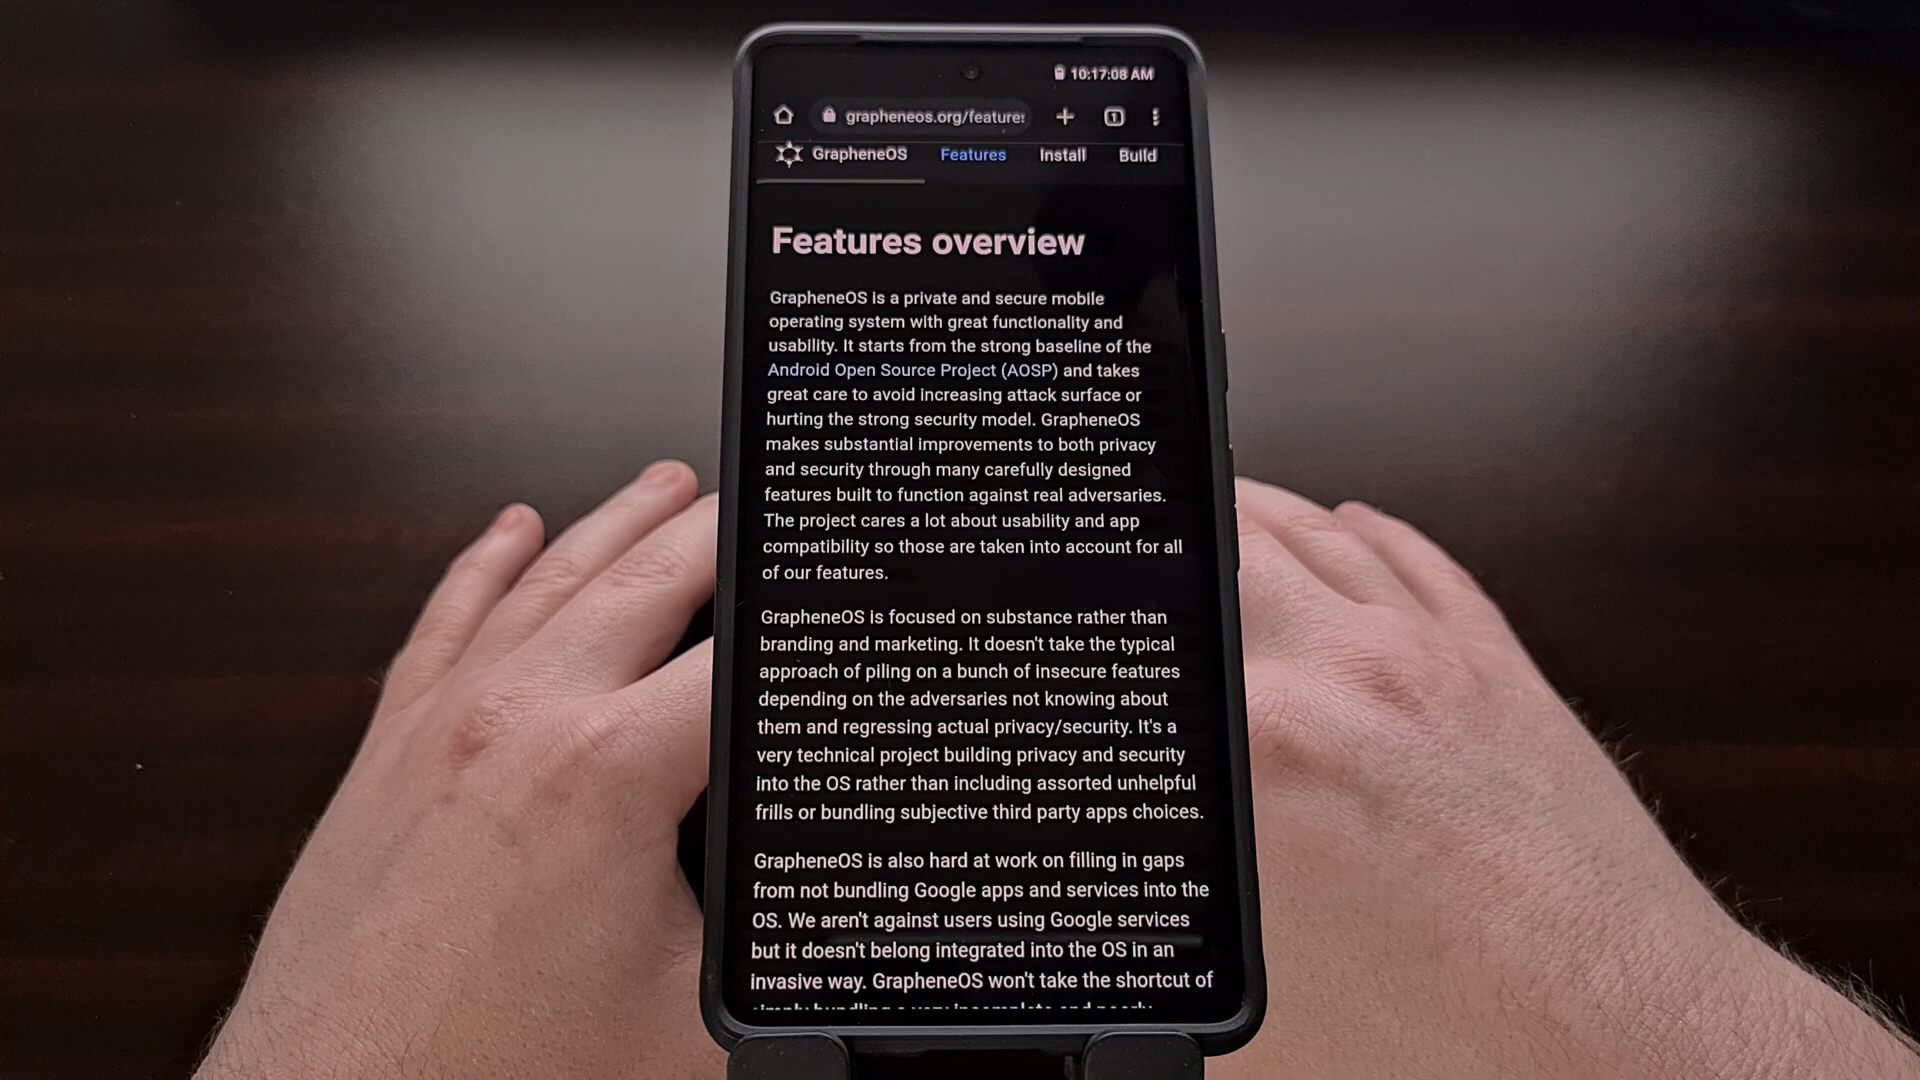 10:17:08 AM
grapheneos.org/feature
1
GrapheneOS Features Install Build
Features overview
GrapheneOS is a private and secure mobile
operating system with great functionality and
usability. It starts from the strong baseline of the
Android Open Source Project (AOSP) and takes
great care to avoid increasing attack surface or
hurting the strong security model. GrapheneOS
makes substantial improvements to both privacy
and security through many carefully designed
features built to function against real adversaries.
The project cares a lot about usability and app
compatibility so those are taken into account for all
of our features.
GrapheneOS is focused on substance rather than
branding and marketing. It doesn't take the typical
approach of piling on a bunch of insecure features
depending on the adversaries not knowing about
them and regressing actual privacy/security. It's a
very technical project building privacy and security
into the OS rather than including assorted unhelpful
frills or bundling subjective third party apps choices.
GrapheneOS is also hard at work on filling in gaps
from not bundling Google apps and services into the
OS. We aren't against users using Google services
but it doesn't belong integrated into the OS in an
invasive way. GrapheneOS won't take the shortcut of